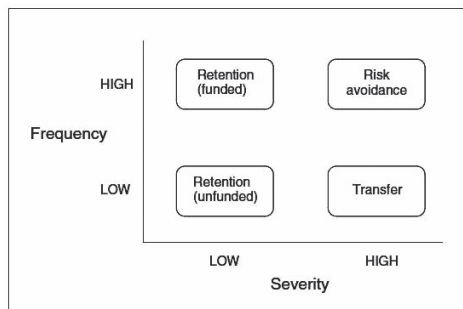 HIGH
Retention
(funded)
Risk
avoidance
Frequency
LOW
Retention
(unfunded)
Transfer
LOW
HIGH
Severity